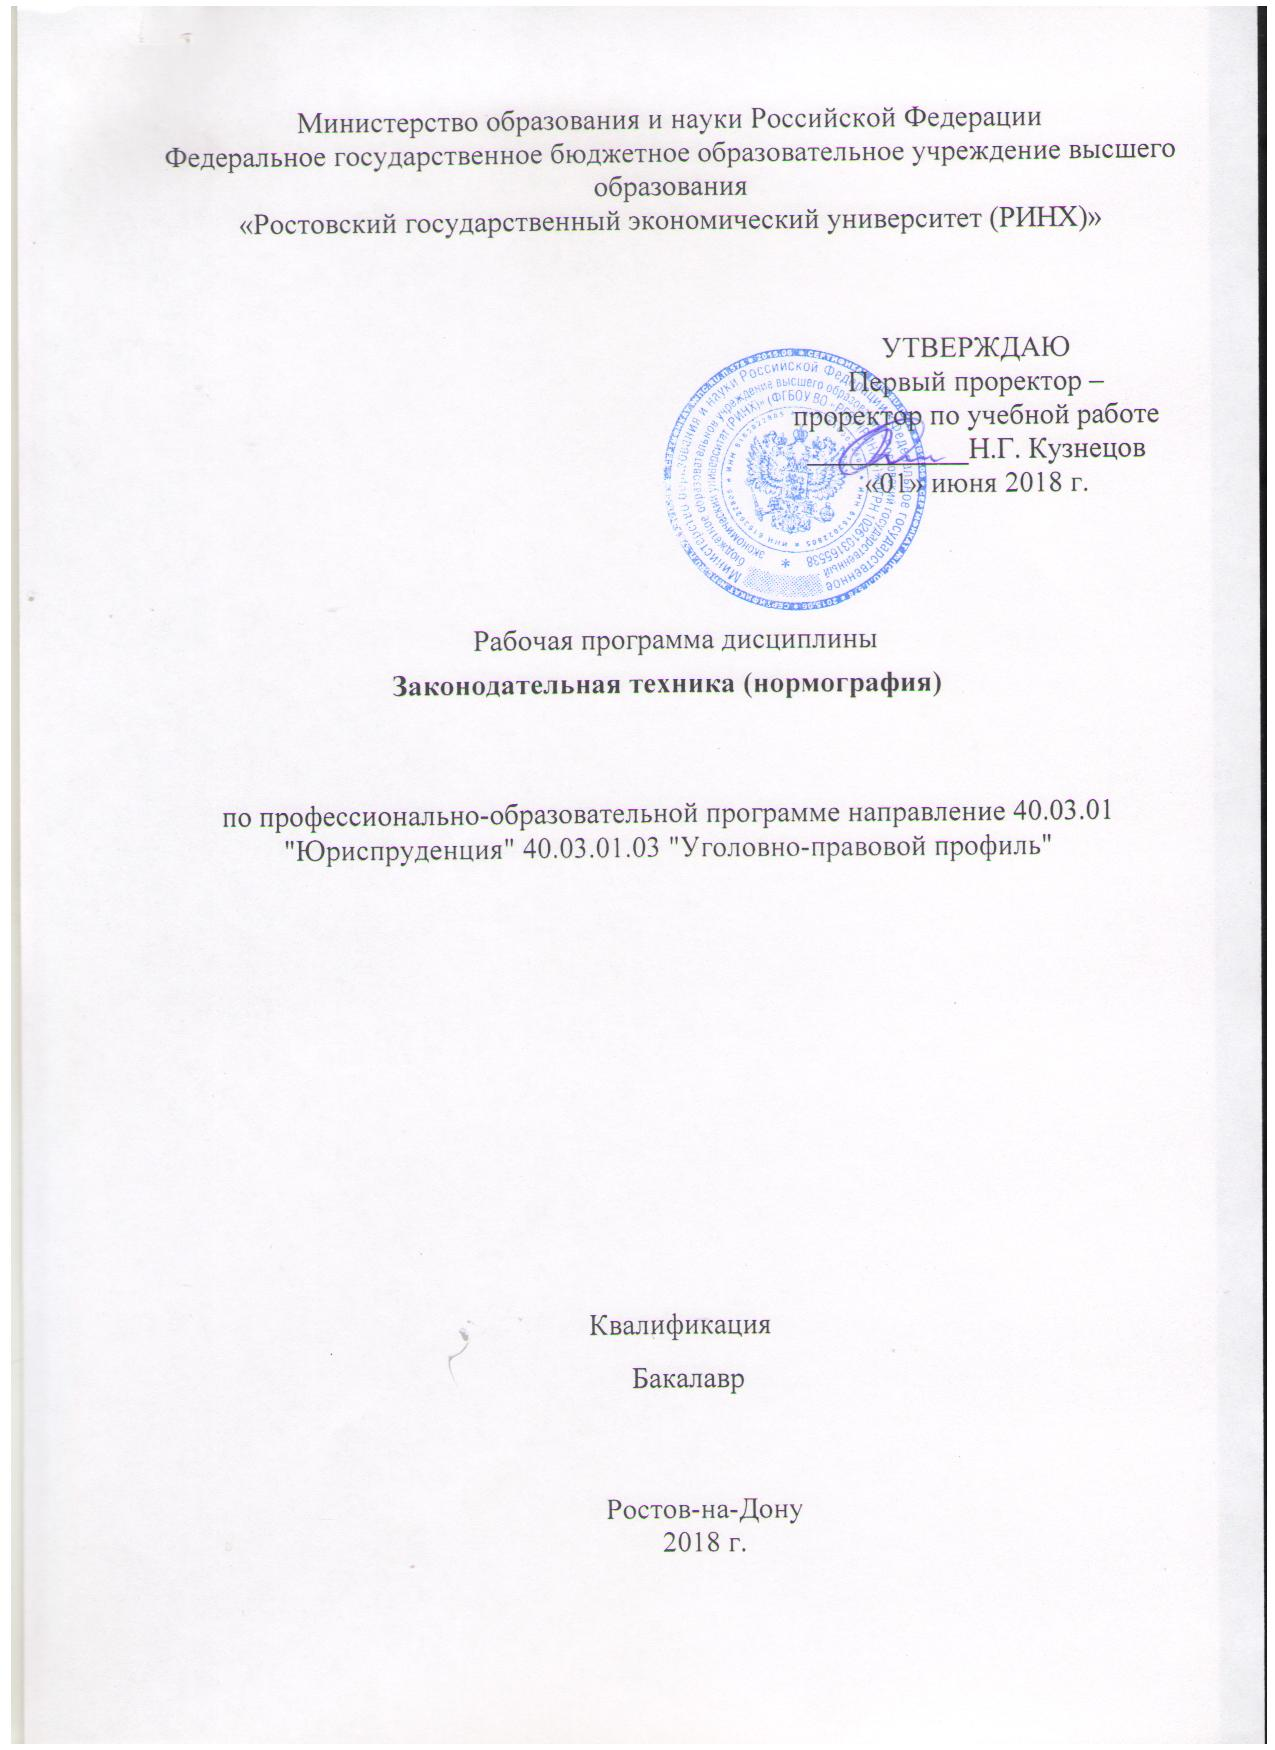 Министерство образования и науки Российской Федерации
Федеральное государственное бюджетное образовательное учреждение высшего
образования
«Ростовский государственный экономический университет (РИНХ)»
УТВЕРЖДАЮ
Первый проректор –
проректор по учебной работе
Н.Г. Кузнецов
«01» июня 2018 г.
Рабочая программа дисциплины
Законодательная техника (нормография)
по профессионально-образовательной программе направление 40.03.01
"Юриспруденция" 40.03.01.03 "Уголовно-правовой профиль"
Квалификация
Бакалавр
Ростов-на-Дону
2018 г.